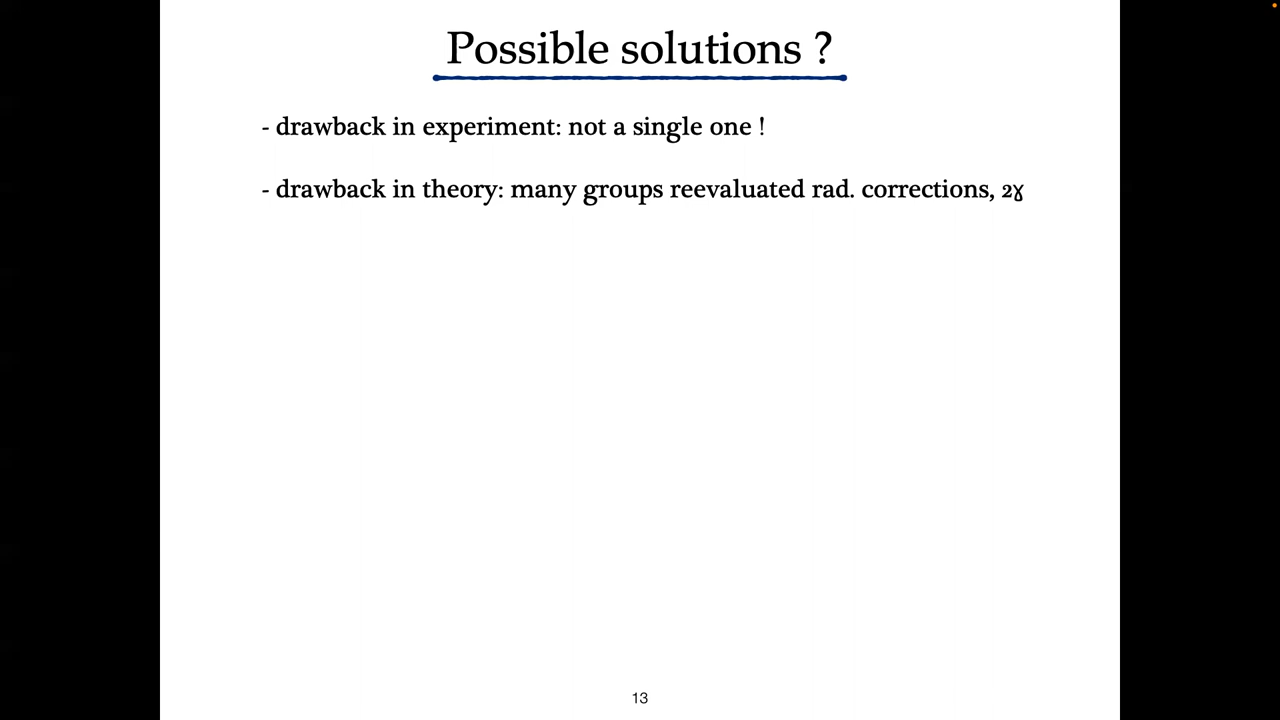 Possible solutions ?
- drawback in experiment: not a single one !
- drawback in theory: many groups reevaluated rad. corrections, 2ɣ
13